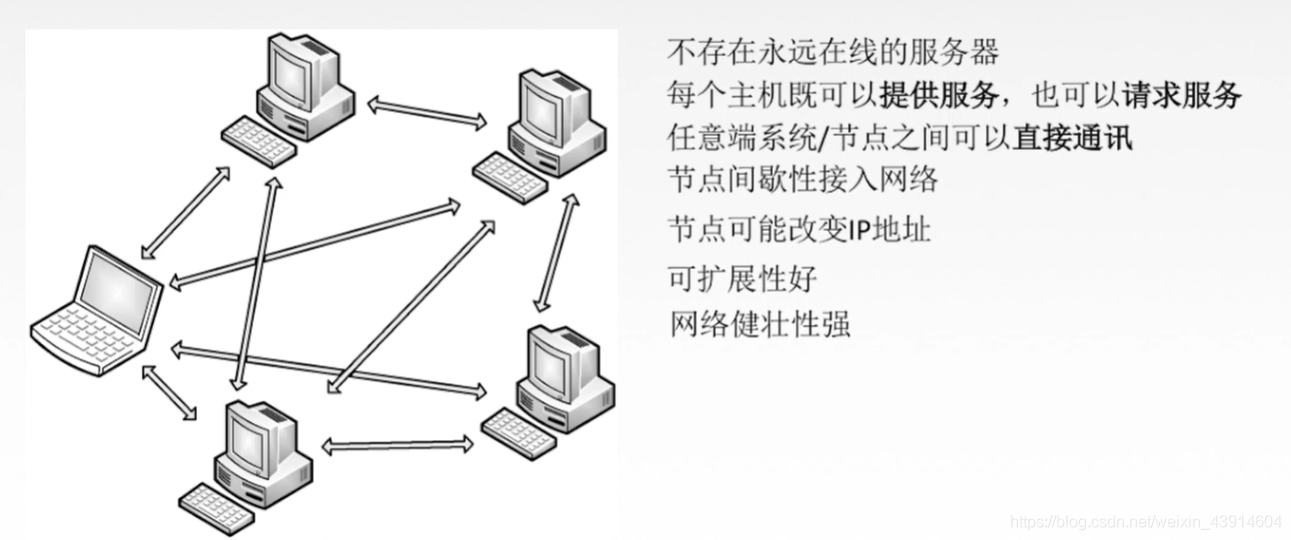 不存在永远在线的服务器
每个主机既可以提供服务，也可以请求服务
任意端系统/节点之间可以直接通讯
节点间歇性接入网络
节点可能改变IP地址
可扩展性好
网络健壮性强
https://blog.csdn.net/weixin_43914604